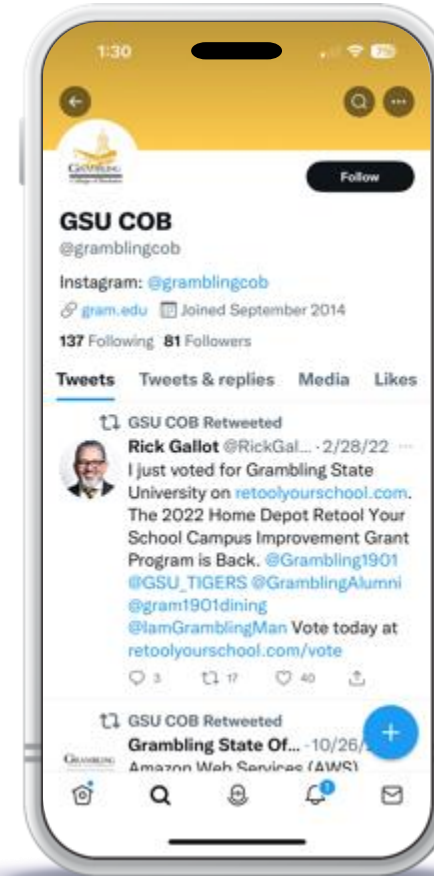 1:30
GRAMBLING
Follow
GSU COB
@gramblingcob
Instagram: @gramblingcob
gram.edu Joined September 2014
137 Following 81 Followers
Tweets Tweets & replies Media Likes
GSU COB Retweeted
Rick Gallot @RickGal... · 2/28/22 ...
I just voted for Grambling State
University on retoolyourschool.com.
The 2022 Home Depot Retool Your
School Campus Improvement Grant
Program is Back. @Grambling1901
@GSU_TIGERS @GramblingAlumni
@gram1901dining
@IamGramblingMan Vote today at
retoolyourschool.com/vote
3 17 40
GSU COB Retweeted
Grambling State Of... · 10/26/
GRAMBLING
Amazon Web Services (AWS)
1